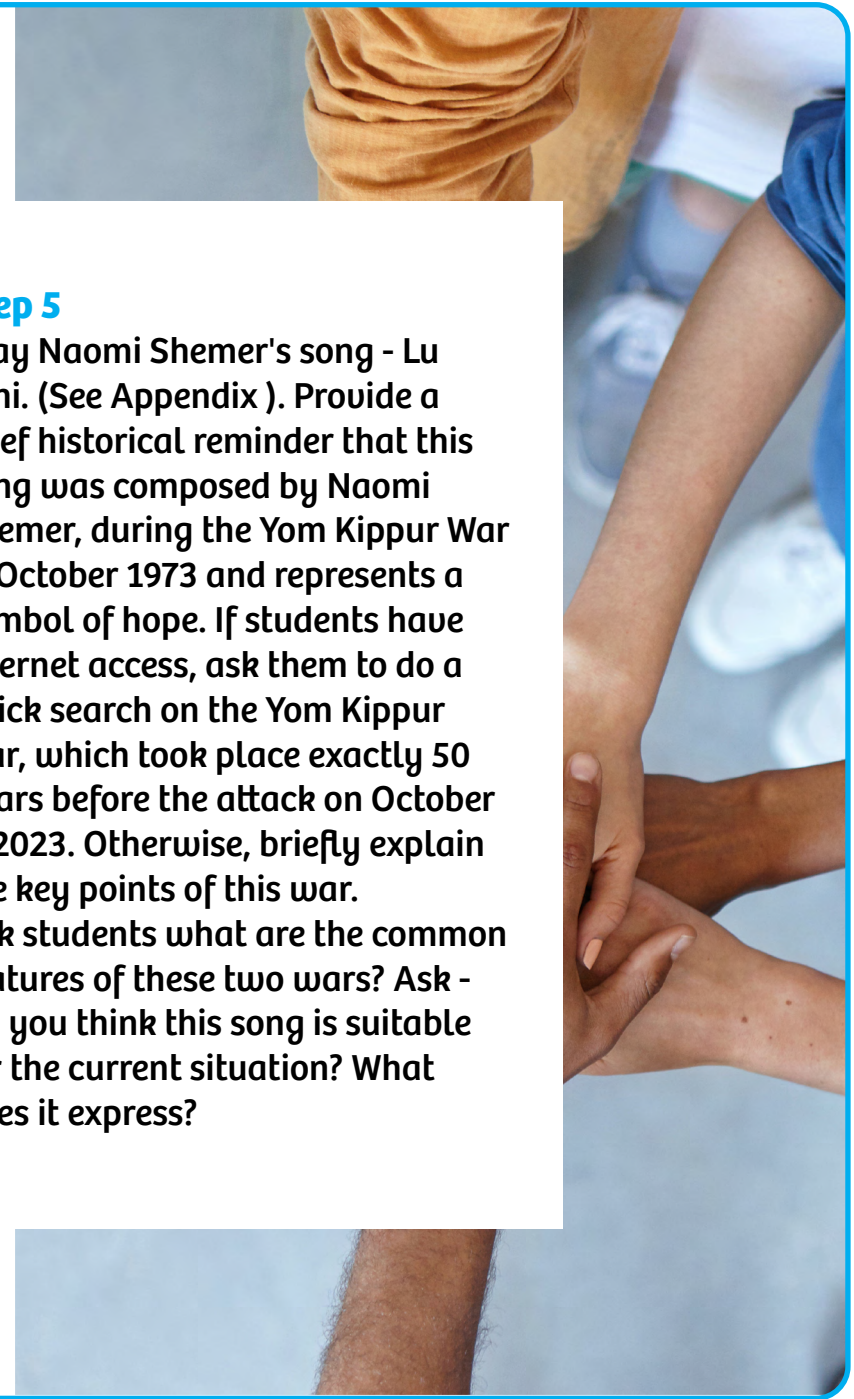 ep 5
ay Naomi Shemer's song - Lu
hi. (See Appendix ). Provide a
ef historical reminder that this
ng was composed by Naomi
emer, during the Yom Kippur War
October 1973 and represents a
mbol of hope. If students have
ernet access, ask them to do a
ick search on the Yom Kippur
ar, which took place exactly 50
ars before the attack on October
2023. Otherwise, briefly explain
e key points of this war.
k students what are the common
atures of these two wars? Ask -
you think this song is suitable
r the current situation? What
es it express?